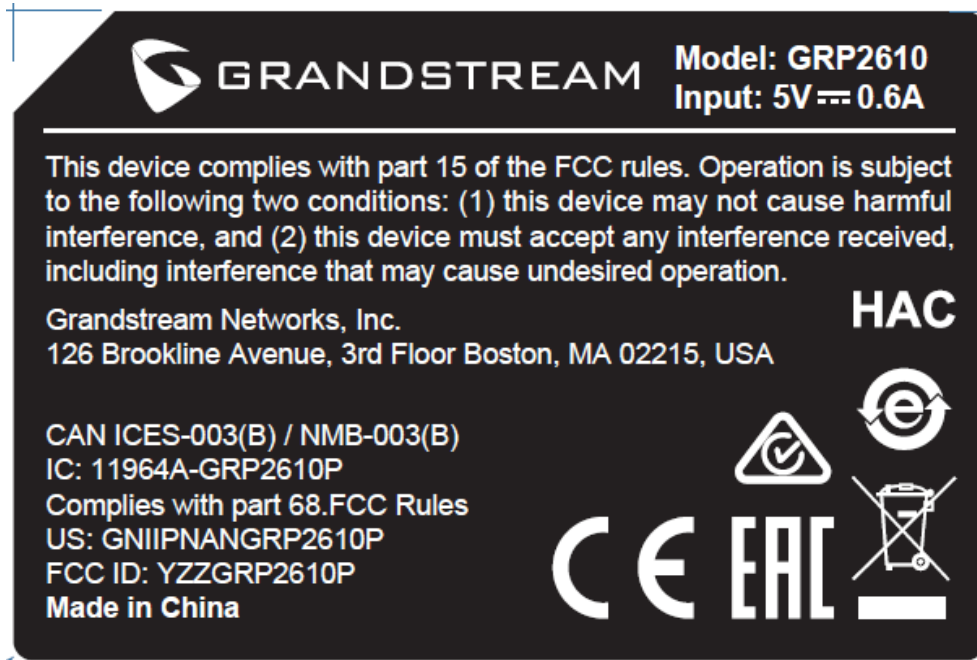 GRANDSTREAM
Model: GRP2610
Input: 5V ⎓ 0.6A
This device complies with part 15 of the FCC rules. Operation is subject
to the following two conditions: (1) this device may not cause harmful
interference, and (2) this device must accept any interference received,
including interference that may cause undesired operation.
HAC
Grandstream Networks, Inc.
126 Brookline Avenue, 3rd Floor Boston, MA 02215, USA
e
CAN ICES-003(B) / NMB-003(B)
IC: 11964A-GRP2610P
Complies with part 68.FCC Rules
US: GNIIPNANGRP2610P
FCC ID: YZZGRP2610P
Made in China
CE EAC